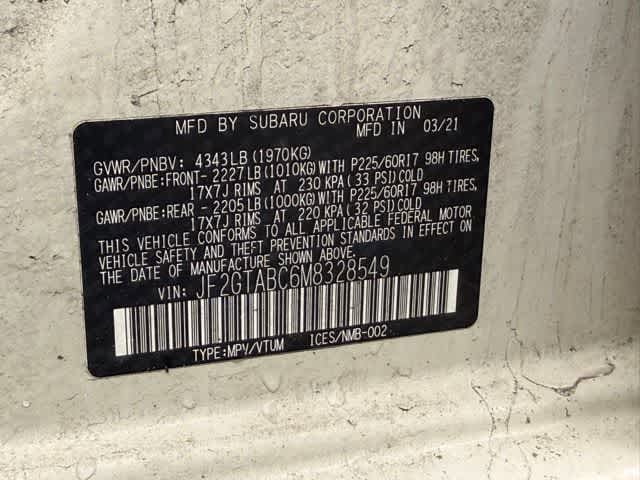 MFD BY SUBARU CORPORATION
MFD IN 03/21
GVWR/PNBV: 4343LB(1970KG)
GAWR/PNBE:FRONT- 2227LB(1010KG)WITH P225/60R17 98H TIRES,
17X7J RIMS AT 230 KPA(33 PSI)COLD
GAWR/PNBE:REAR - 2205LB(1000KG)WITH P225/60R17 98H TIRES,
17X7J RIMS AT 220 KPA(32 PSI)COLD
THIS VEHICLE CONFORMS TO ALL APPLICABLE FEDERAL MOTOR
VEHICLE SAFETY AND THEFT PREVENTION STANDARDS IN EFFECT ON
THE DATE OF MANUFACTURE SHOWN ABOVE.
VIN: JF2GTABC6M8328549
TYPE:MPV/VTUM ICES/NMB-002